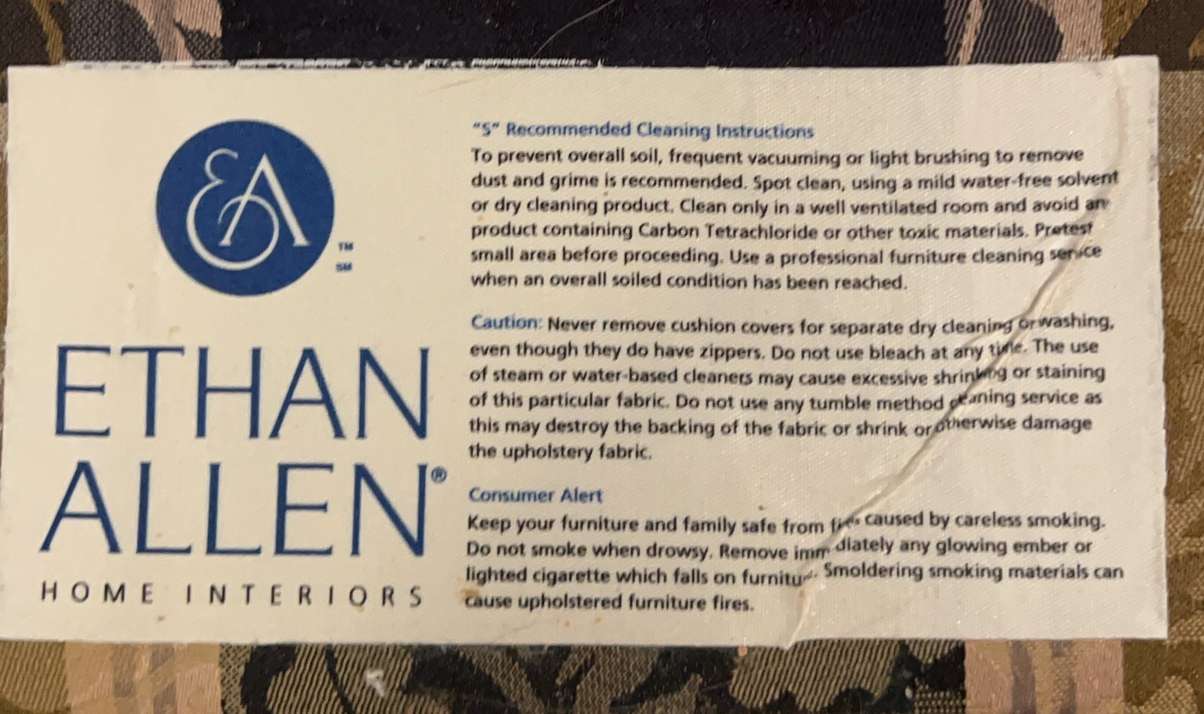 EA
TM
SM
ETHAN
ALLEN®
HOME INTERIORS
"S" Recommended Cleaning Instructions
To prevent overall soil, frequent vacuuming or light brushing to remove
dust and grime is recommended. Spot clean, using a mild water-free solvent
or dry cleaning product. Clean only in a well ventilated room and avoid
product containing Carbon Tetrachloride or other toxic materials. Pretest
small area before proceeding. Use a professional furniture cleaning service
when an overall soiled condition has been reached.
Caution: Never remove cushion covers for separate dry cleaning or washing,
even though they do have zippers. Do not use bleach at any time. The use
of steam or water-based cleaners may cause excessive shrinking or staining
of this particular fabric. Do not use any tumble method cleaning service as
this may destroy the backing of the fabric or shrink or otherwise damage
the upholstery fabric.
Consumer Alert
Keep your furniture and family safe from fires caused by careless smoking.
Do not smoke when drowsy. Remove immediately any glowing ember or
lighted cigarette which falls on furniture. Smoldering smoking materials can
cause upholstered furniture fires.